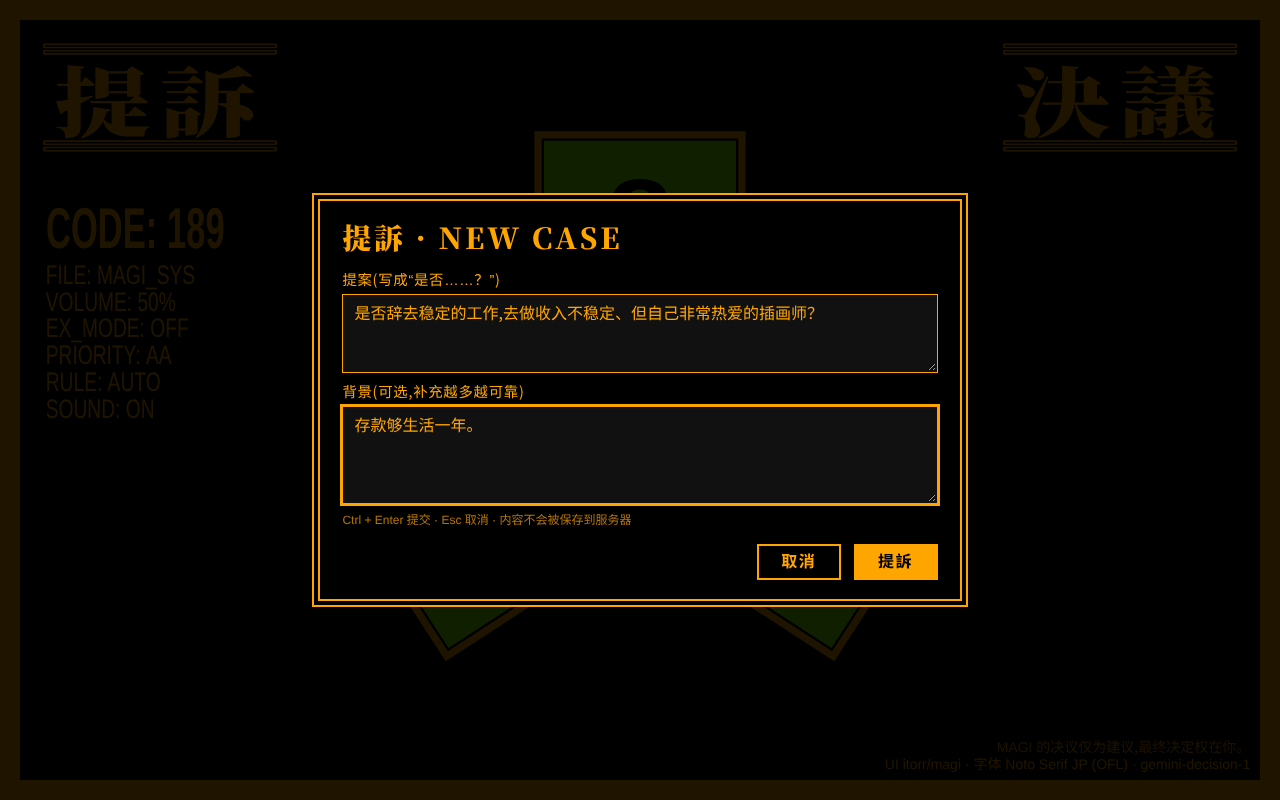 提訴
決議
CODE: 189
FILE: MAGI_SYS
VOLUME: 50%
EX_MODE: OFF
PRIORITY: AA
RULE: AUTO
SOUND: ON
提訴 · NEW CASE
提案(写成“是否……？”)
是否辞去稳定的工作,去做收入不稳定、但自己非常热爱的插画师?
背景(可选,补充越多越可靠)
存款够生活一年。
Ctrl + Enter 提交 · Esc 取消 · 内容不会被保存到服务器
取消
提訴
MAGI 的决议仅为建议,最终决定权在你。
UI itorr/magi · 字体 Noto Serif JP (OFL) · gemini-decision-1